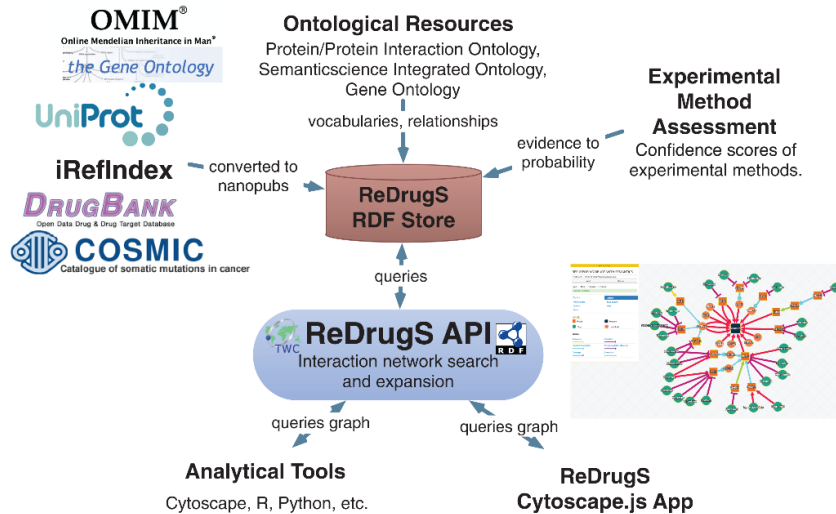 OMIM®
Online Mendelian Inheritance in Man®
the Gene Ontology
UniProt
iRefIndex
DRUGBANK
Open Data Drug & Drug Target Database
COSMIC
Catalogue of somatic mutations in cancer
converted to
nanopubs
Ontological Resources
Protein/Protein Interaction Ontology,
Semanticscience Integrated Ontology,
Gene Ontology
vocabularies, relationships
Experimental
Method
Assessment
Confidence scores of
experimental methods.
evidence to
probability
ReDrugS
RDF Store
queries
TWC
ReDrugS API
RDF
Interaction network search
and expansion
queries graph
queries graph
Analytical Tools
Cytoscape, R, Python, etc.
ReDrugS
Cytoscape.js App